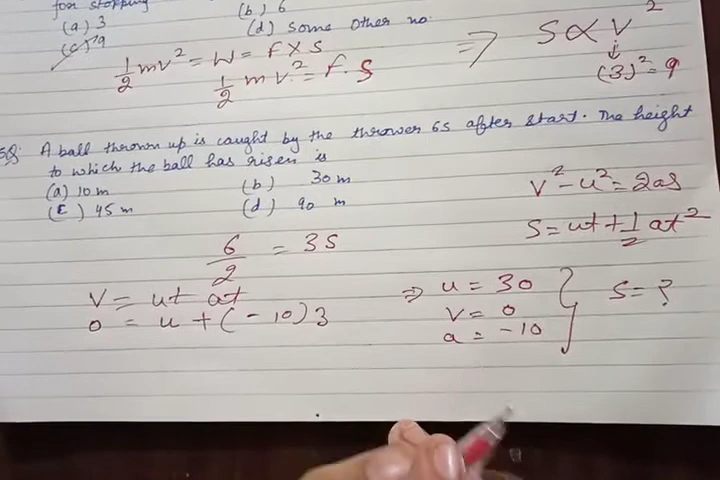 for stopping
(a) 3
(b) 6
(c) 9
(d) some other no.
1/2 mv² = W = F × S
1/2 mv² = F. S
⇒ S ∝ V²
↓
(3)² = 9
58. A ball thrown up is caught by the thrower 6s after start. The height
to which the ball has risen is
(a) 10 m
(b) 30 m
(c) 45 m
(d) 90 m
v² - u² = 2as
S = ut + 1/2 at²
6/2 = 3s
V = ut at
0 = u + (-10) 3
⇒ u = 30
v = 0
a = -10
S = ?